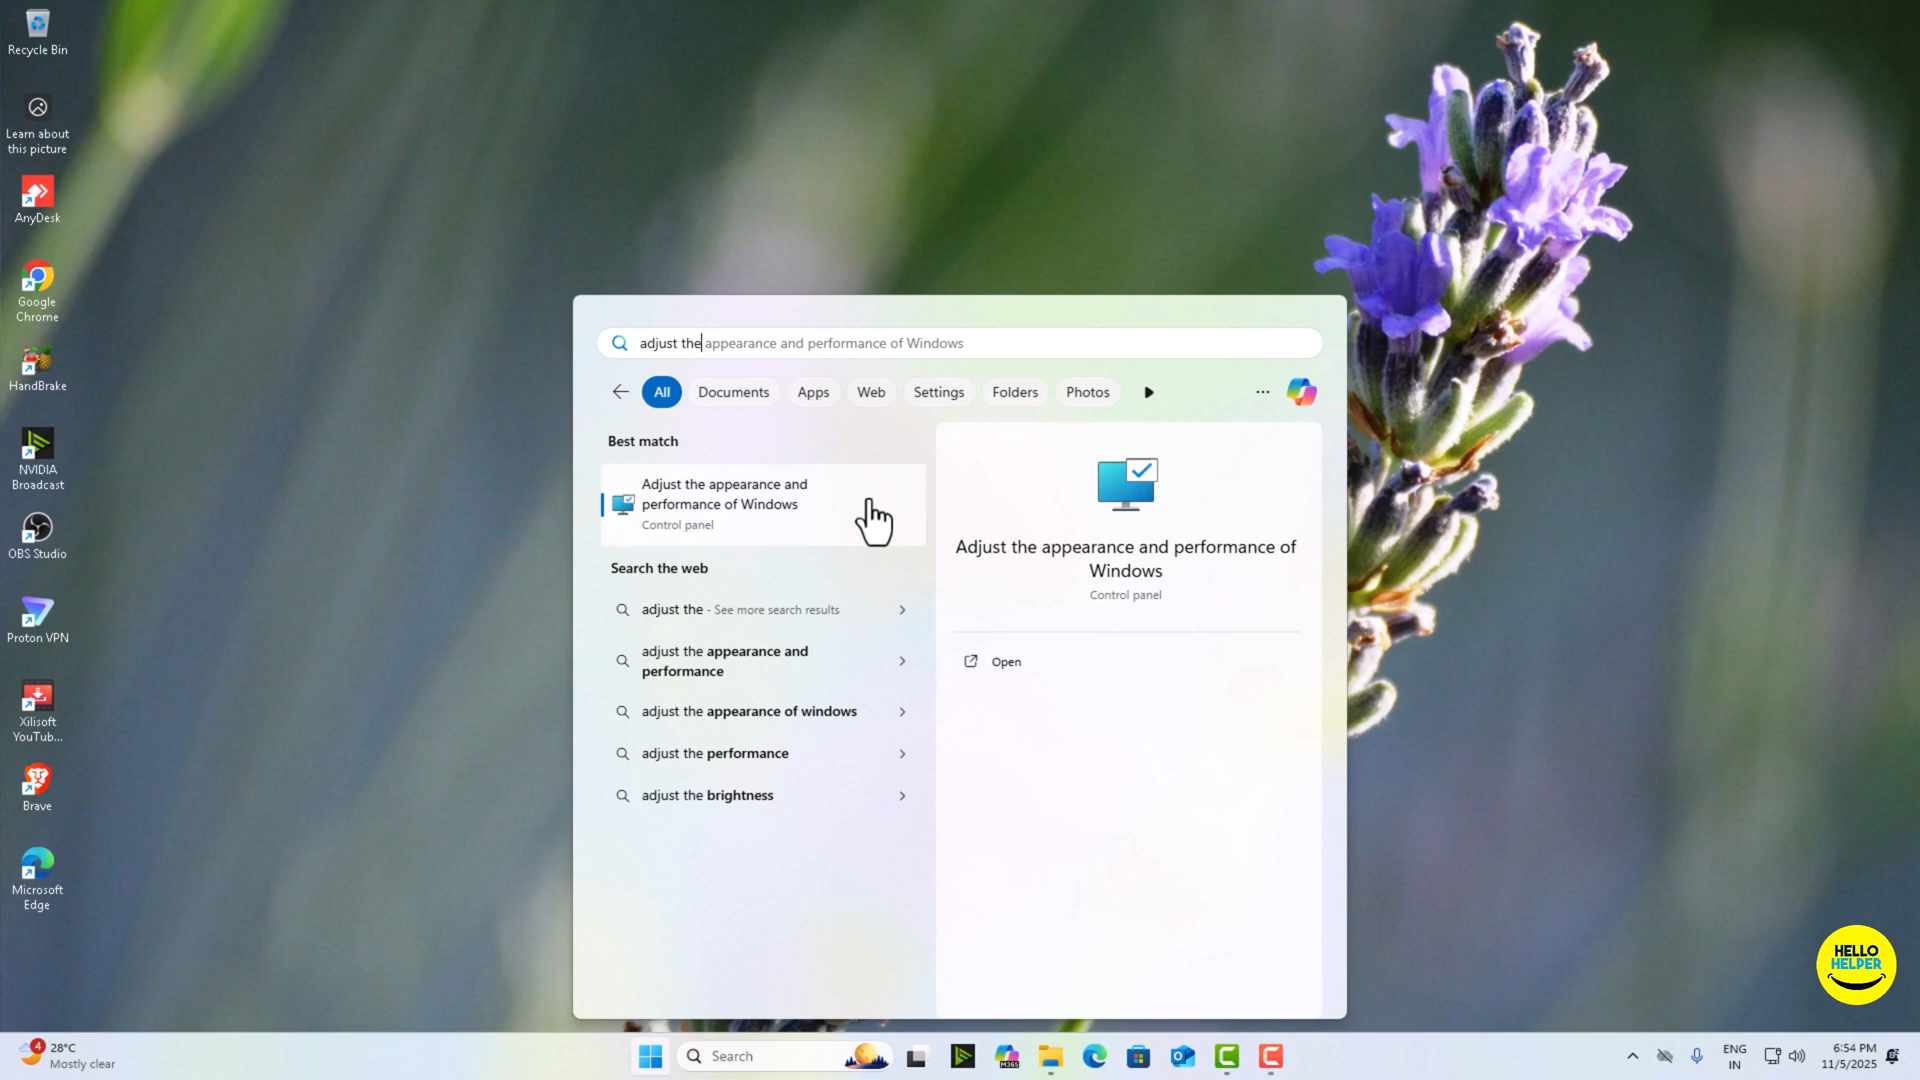 Recycle Bin
Learn about
this picture
AnyDesk
Google
Chrome
HandBrake
NVIDIA
Broadcast
OBS Studio
Proton VPN
Xilisoft
YouTub...
Brave
Microsoft
Edge
adjust the appearance and performance of Windows
All
Documents
Apps
Web
Settings
Folders
Photos
Best match
Adjust the appearance and
performance of Windows
Control panel
Search the web
adjust the - See more search results
adjust the appearance and
performance
adjust the appearance of windows
adjust the performance
adjust the brightness
Adjust the appearance and performance of
Windows
Control panel
Open
HELLO
HELPER
4
28°C
Mostly clear
Search
M365
ENG
IN
6:54 PM
11/5/2025